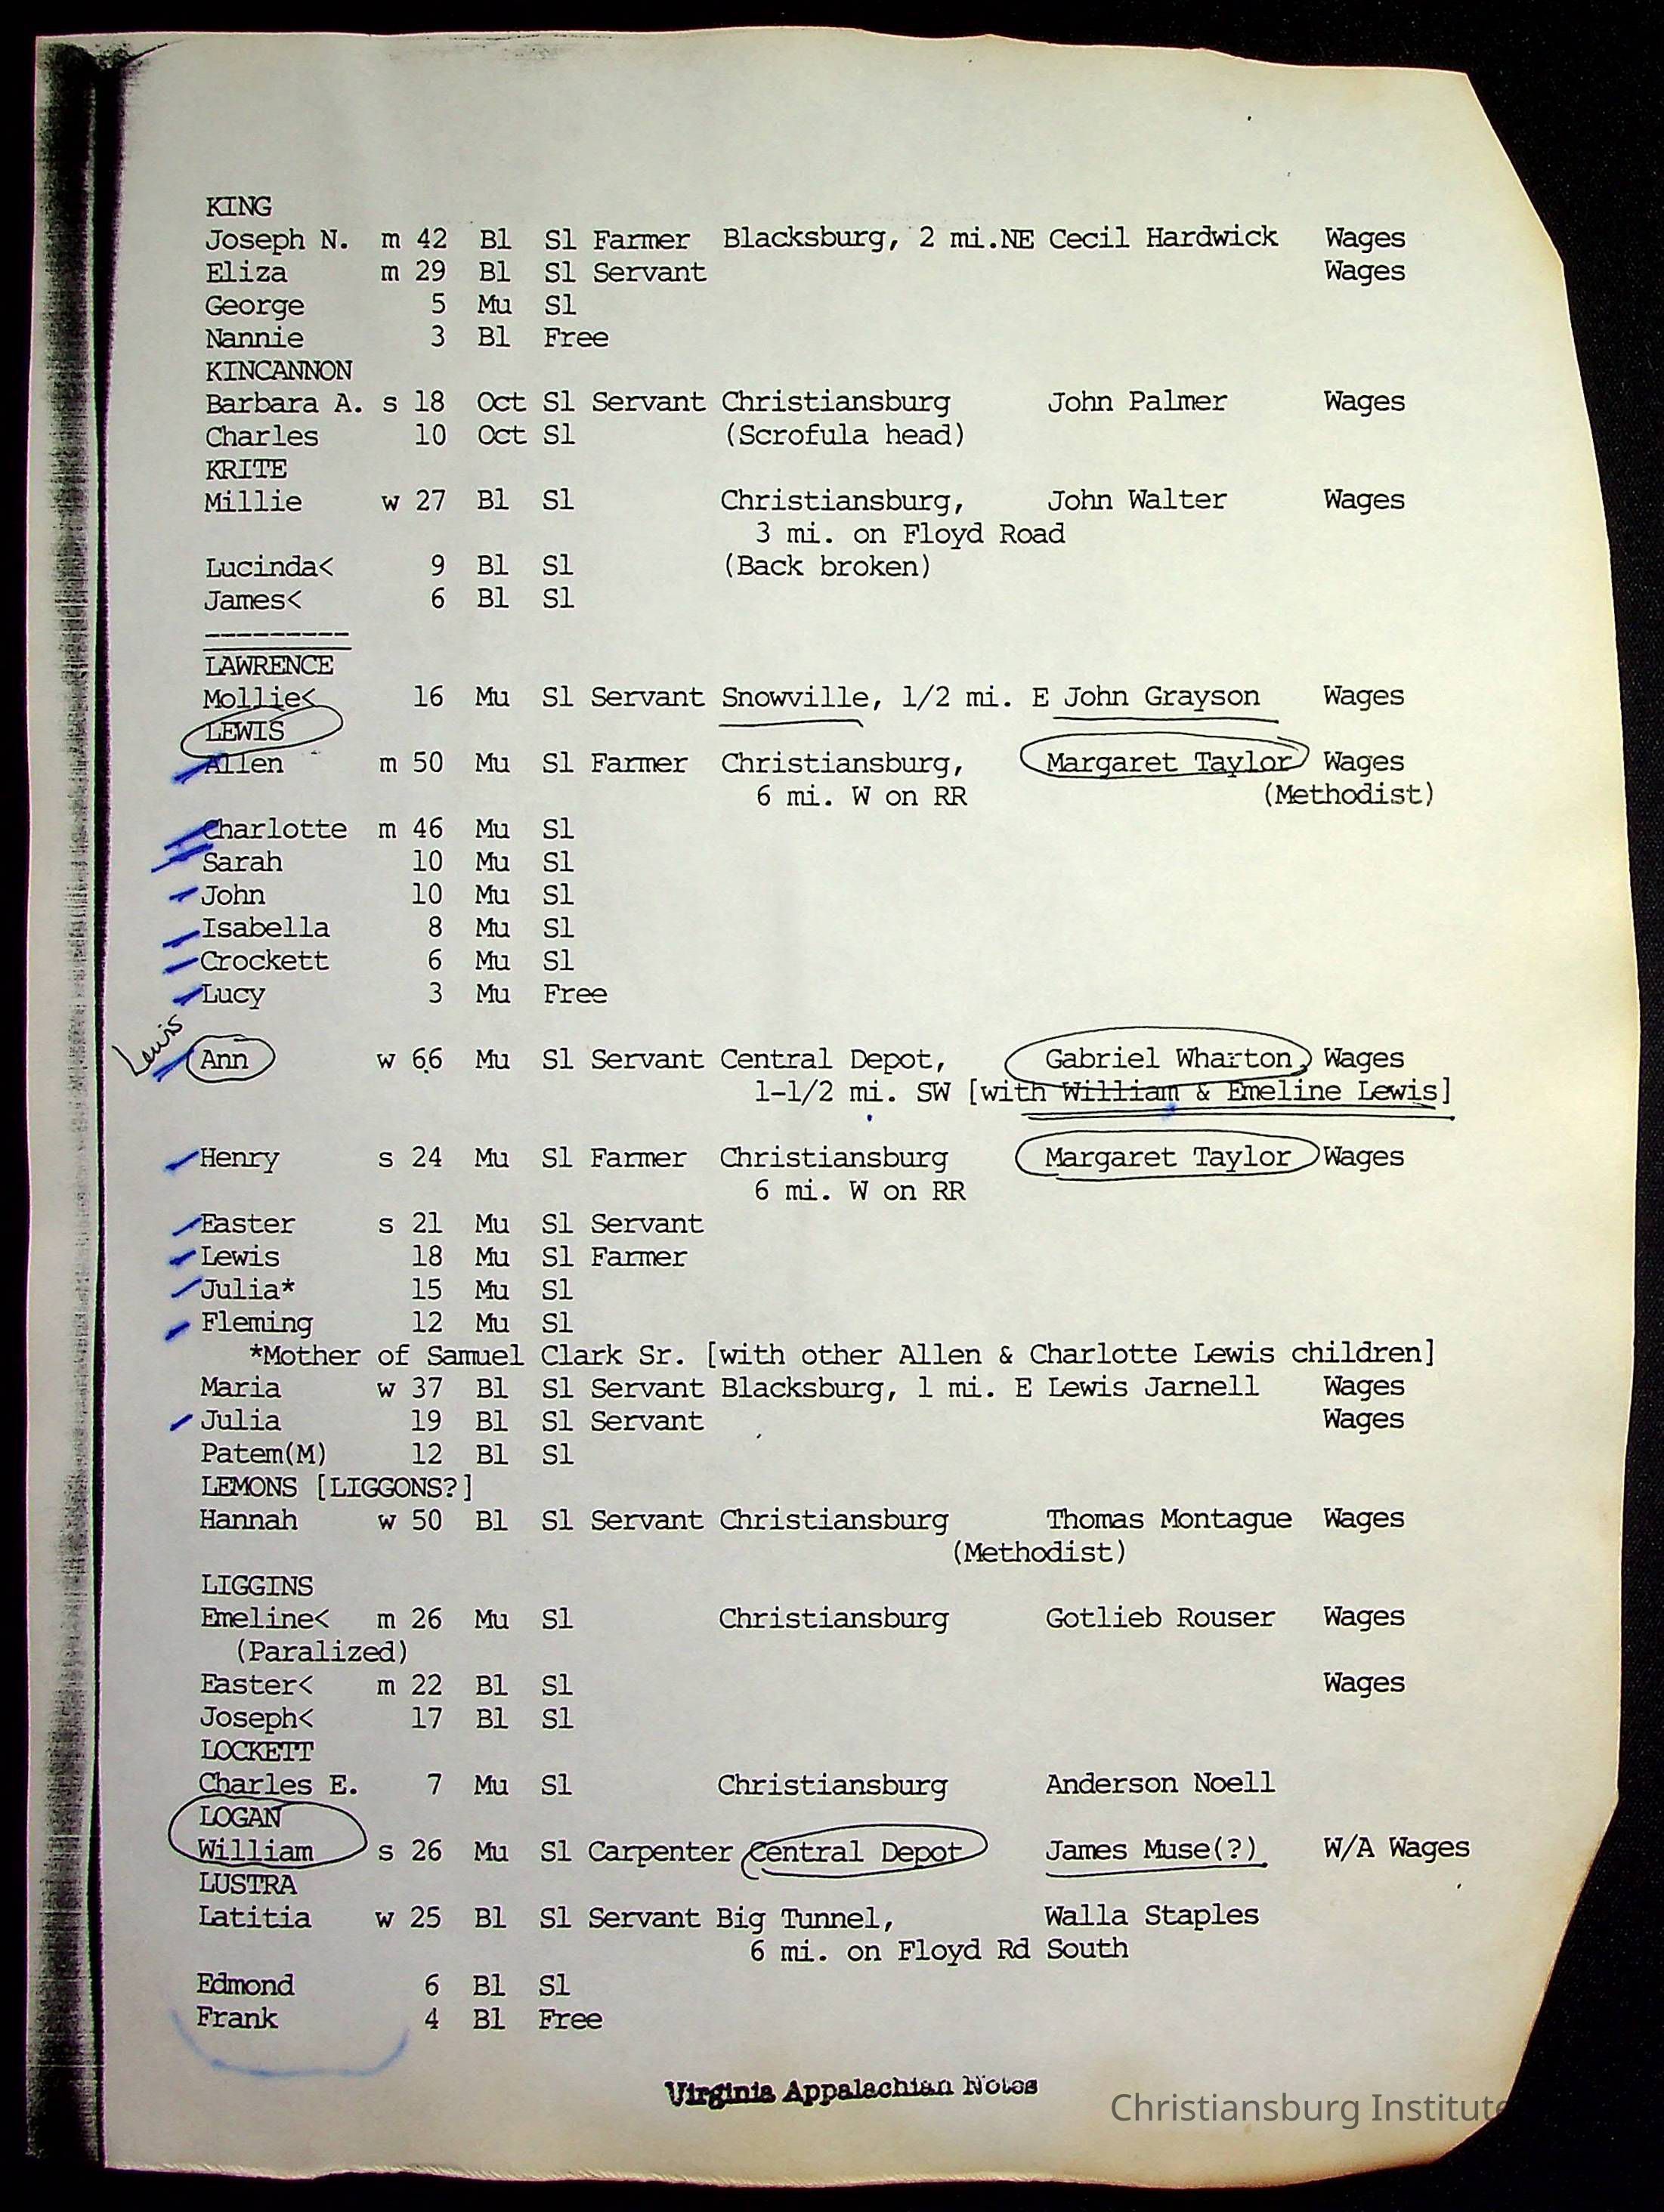 KING
Joseph N. m 42 Bl Sl Farmer Blacksburg, 2 mi.NE Cecil Hardwick Wages
Eliza m 29 Bl Sl Servant Wages
George 5 Mu Sl
Nannie 3 Bl Free
KINCANNON
Barbara A. s 18 Oct Sl Servant Christiansburg John Palmer Wages
Charles 10 Oct Sl (Scrofula head)
KRITE
Millie w 27 Bl Sl Christiansburg, John Walter Wages
3 mi. on Floyd Road
Lucinda< 9 Bl Sl (Back broken)
James< 6 Bl Sl
---------
LAWRENCE
Mollie< 16 Mu Sl Servant Snowville, 1/2 mi. E John Grayson Wages
LEWIS
Allen m 50 Mu Sl Farmer Christiansburg, Margaret Taylor Wages
6 mi. W on RR (Methodist)
Charlotte m 46 Mu Sl
Sarah 10 Mu Sl
John 10 Mu Sl
Isabella 8 Mu Sl
Crockett 6 Mu Sl
Lucy 3 Mu Free
Lewis
Ann w 66 Mu Sl Servant Central Depot, Gabriel Wharton, Wages
1-1/2 mi. SW [with William & Emeline Lewis]
Henry s 24 Mu Sl Farmer Christiansburg Margaret Taylor Wages
6 mi. W on RR
Easter s 21 Mu Sl Servant
Lewis 18 Mu Sl Farmer
Julia* 15 Mu Sl
Fleming 12 Mu Sl
*Mother of Samuel Clark Sr. [with other Allen & Charlotte Lewis children]
Maria w 37 Bl Sl Servant Blacksburg, 1 mi. E Lewis Jarnell Wages
Julia 19 Bl Sl Servant Wages
Patem(M) 12 Bl Sl
LEMONS [LIGGONS?]
Hannah w 50 Bl Sl Servant Christiansburg Thomas Montague Wages
(Methodist)
LIGGINS
Emeline< m 26 Mu Sl Christiansburg Gotlieb Rouser Wages
(Paralized)
Easter< m 22 Bl Sl Wages
Joseph< 17 Bl Sl
LOCKETT
Charles E. 7 Mu Sl Christiansburg Anderson Noell
LOGAN
William s 26 Mu Sl Carpenter Central Depot James Muse(?) W/A Wages
LUSTRA
Latitia w 25 Bl Sl Servant Big Tunnel, Walla Staples
6 mi. on Floyd Rd South
Edmond 6 Bl Sl
Frank 4 Bl Free
Virginia Appalachian Notes
Christiansburg Institute